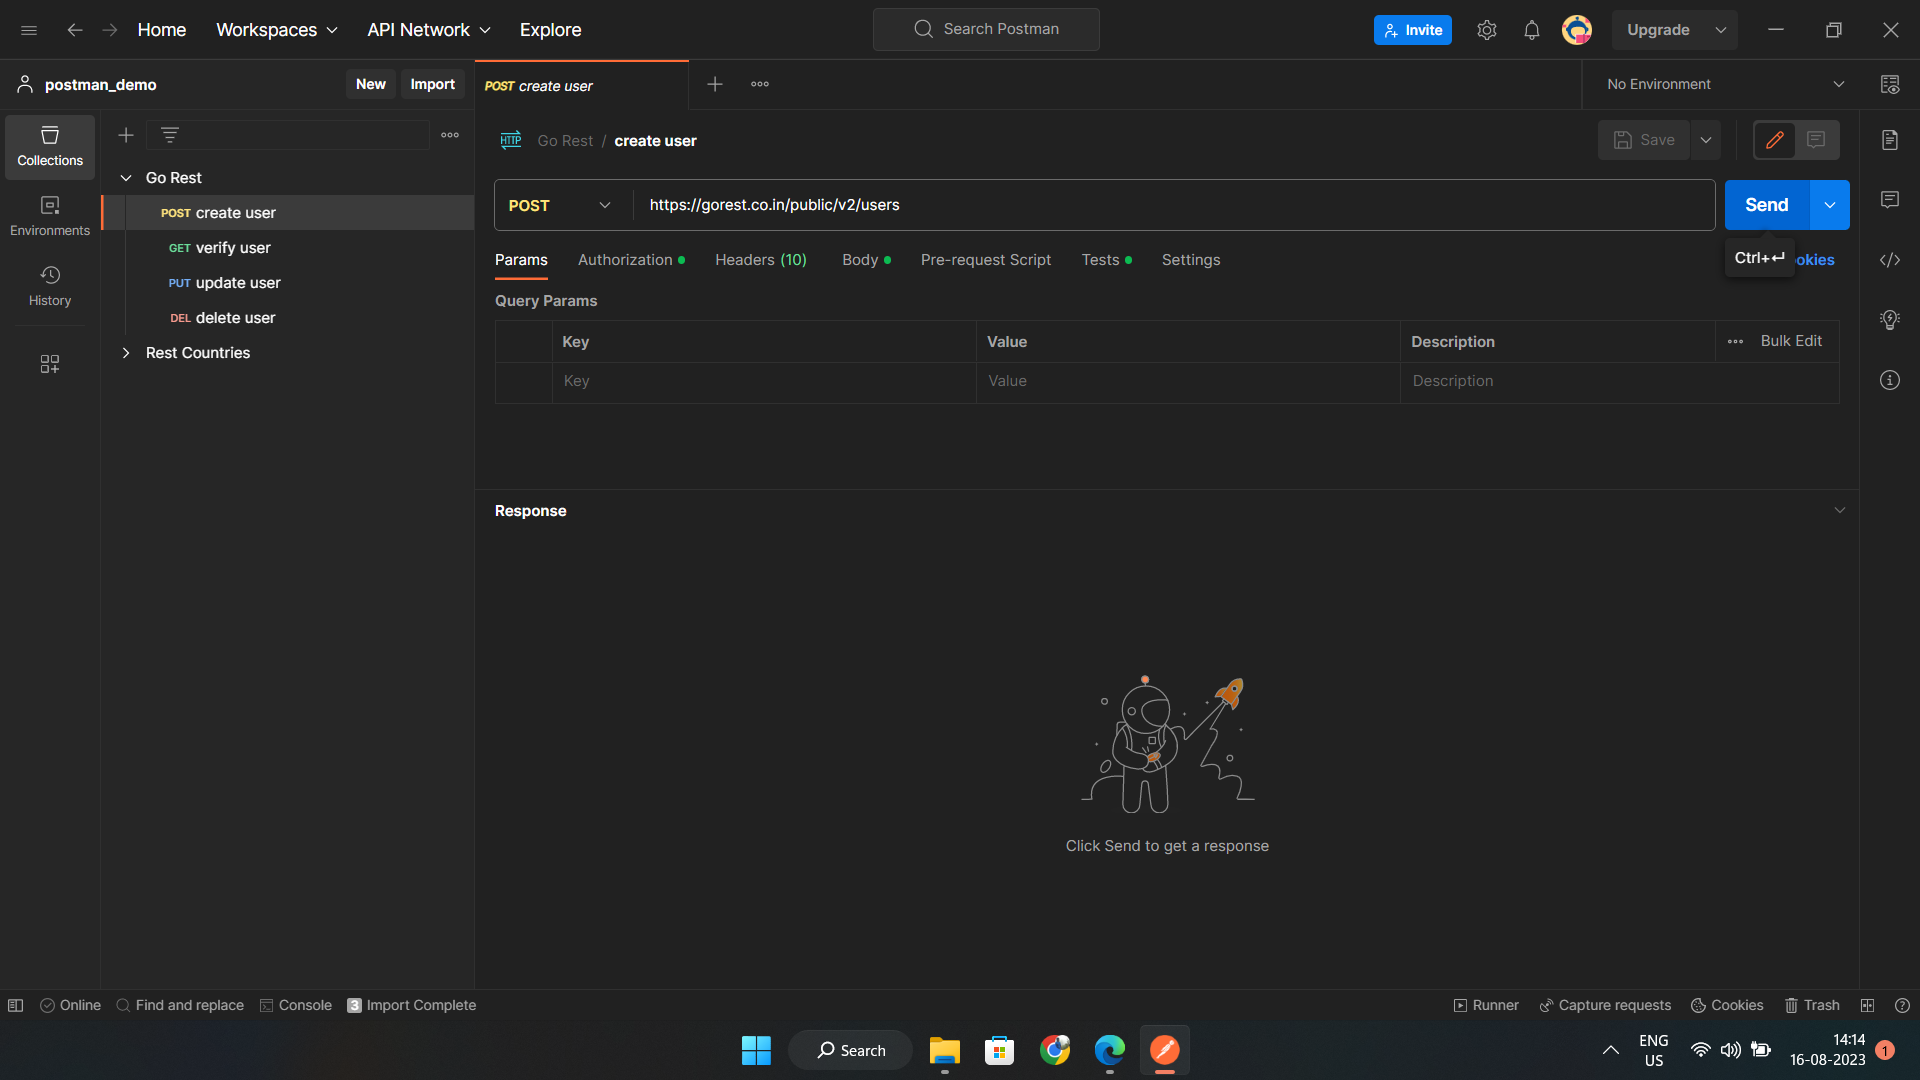 Home Workspaces API Network Explore Search Postman Invite Upgrade
postman_demo New Import POST create user No Environment
Collections
Environments
History
Go Rest
POST create user
GET verify user
PUT update user
DEL delete user
Rest Countries
HTTP Go Rest / create user Save
POST https://gorest.co.in/public/v2/users Send
Params Authorization Headers (10) Body Pre-request Script Tests Settings Ctrl+↵ ookies
Query Params
Key Value Description Bulk Edit
Key Value Description
Response
Click Send to get a response
Online Find and replace Console 3 Import Complete Runner Capture requests Cookies Trash
Search
ENG
US
14:14
16-08-2023
1